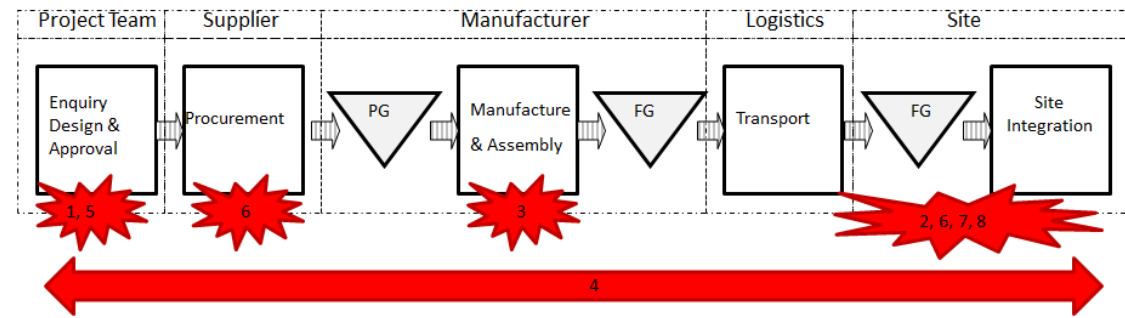 Project Team
Supplier
Manufacturer
Logistics
Site
Enquiry
Design &
Approval
Procurement
PG
Manufacture
& Assembly
FG
Transport
FG
Site
Integration
1, 5
6
3
2, 6, 7, 8
4